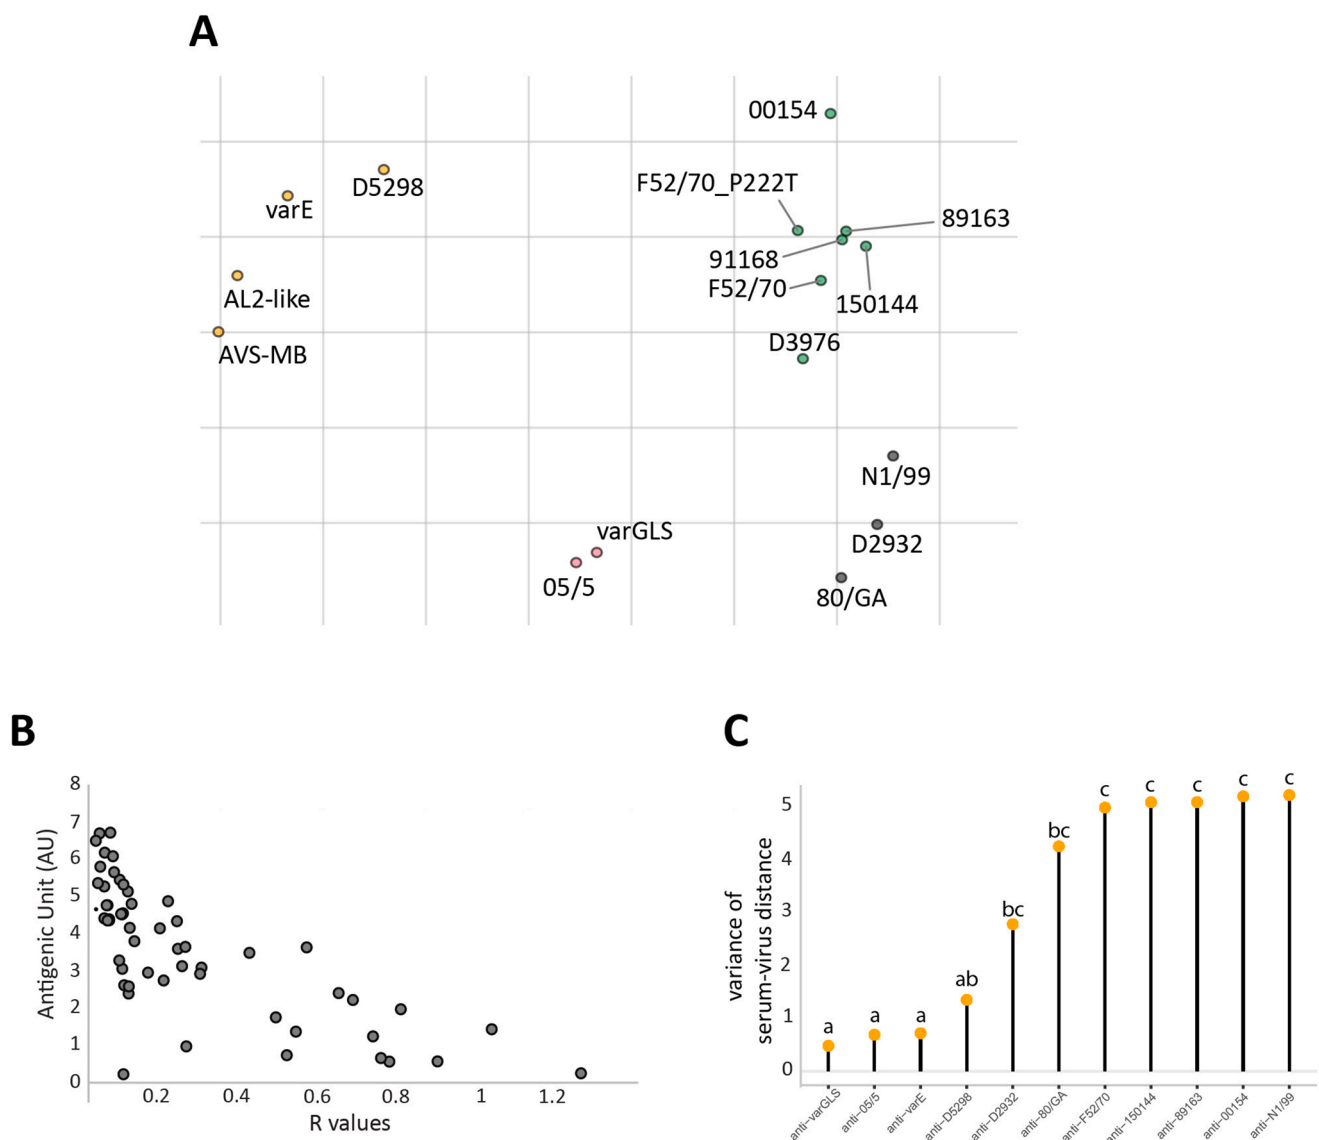 A
00154
D5298
F52/70_P222T
varE
89163
91168
F52/70
AL2-like
150144
D3976
AVS-MB
N1/99
varGLS
D2932
05/5
80/GA
B
Antigenic Unit (AU)
8
7
6
5
4
3
2
1
0
0.2 0.4 0.6 0.8 1 1.2
R values
C
variance of
serum-virus distance
5
4
3
2
1
0
a a a ab bc bc c c c c c
anti-varGLS
anti-05/5
anti-varE
anti-D5298
anti-D2932
anti-80/GA
anti-F52/70
anti-150144
anti-89163
anti-00154
anti-N1/99